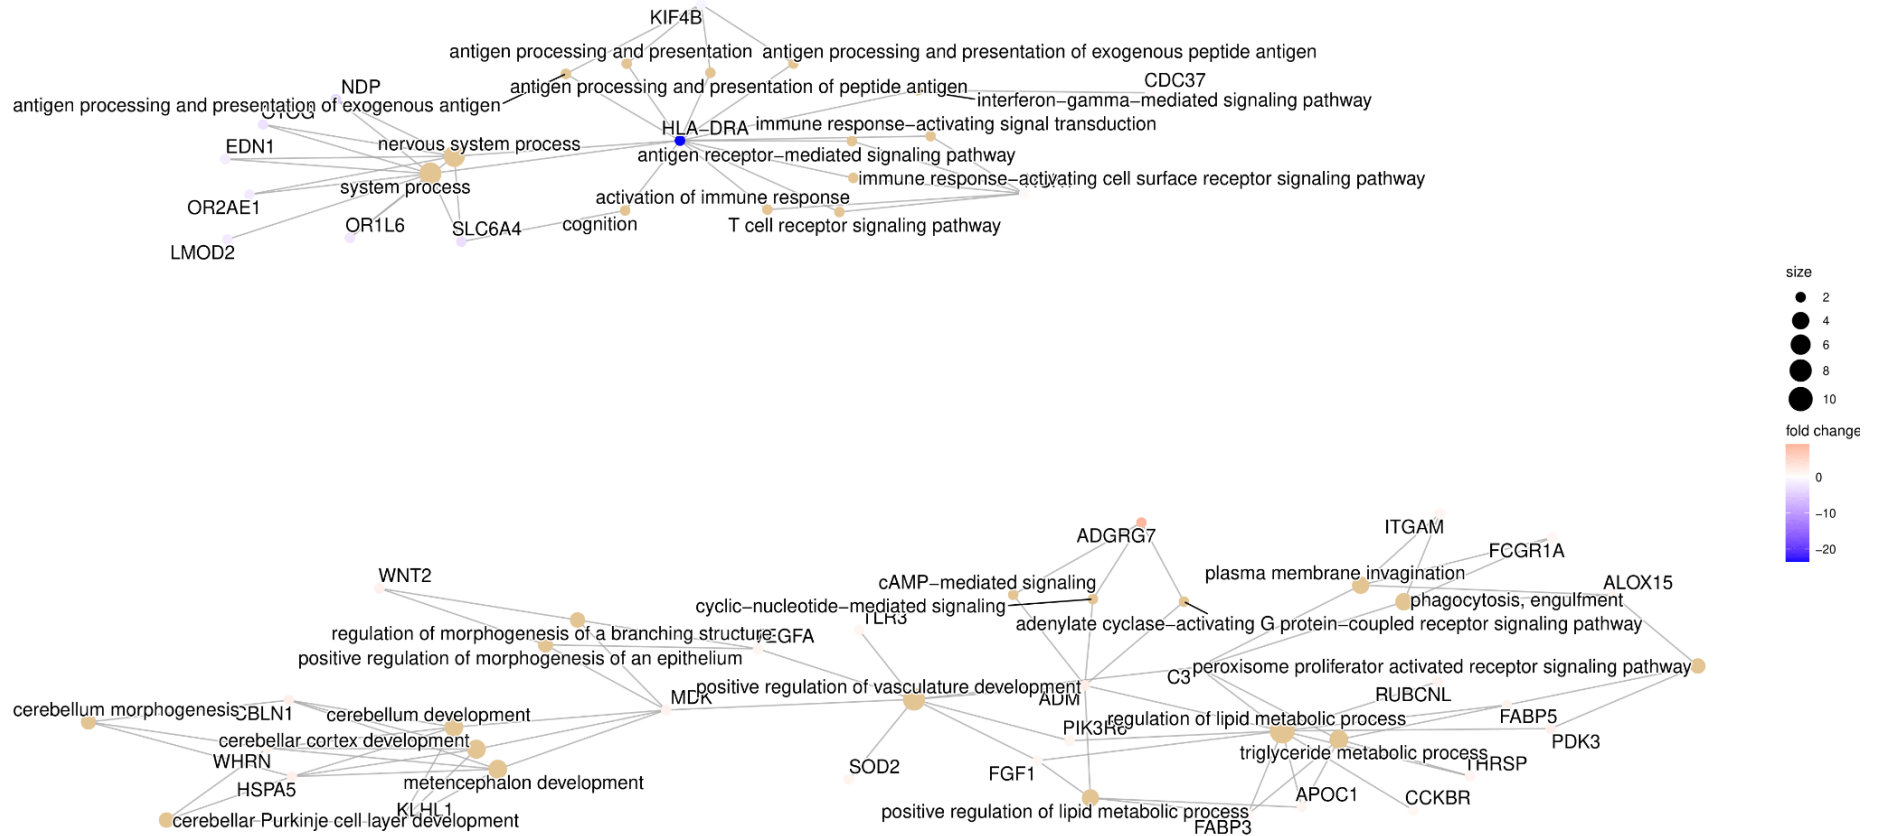 KIF4B
antigen processing and presentation
antigen processing and presentation of exogenous peptide antigen
NDP
antigen processing and presentation of peptide antigen
CDC37
antigen processing and presentation of exogenous antigen
interferon−gamma−mediated signaling pathway
HLA−DRA
immune response−activating signal transduction
EDN1
nervous system process
antigen receptor−mediated signaling pathway
system process
immune response−activating cell surface receptor signaling pathway
OR2AE1
activation of immune response
OR1L6
SLC6A4
cognition
T cell receptor signaling pathway
LMOD2
size
2
4
6
8
10
fold change
0
−10
−20
ADGRG7
ITGAM
FCGR1A
WNT2
cAMP−mediated signaling
plasma membrane invagination
ALOX15
cyclic−nucleotide−mediated signaling
phagocytosis, engulfment
TLR3
adenylate cyclase−activating G protein−coupled receptor signaling pathway
regulation of morphogenesis of a branching structure
EGFA
positive regulation of morphogenesis of an epithelium
C3
peroxisome proliferator activated receptor signaling pathway
positive regulation of vasculature development
MDK
ADM
RUBCNL
cerebellum morphogenesis
CBLN1
cerebellum development
regulation of lipid metabolic process
FABP5
cerebellar cortex development
PDK3
WHRN
triglyceride metabolic process
THRSP
SOD2
FGF1
HSPA5
metencephalon development
APOC1
CCKBR
KLHL1
positive regulation of lipid metabolic process
cerebellar Purkinje cell layer development
FABP3